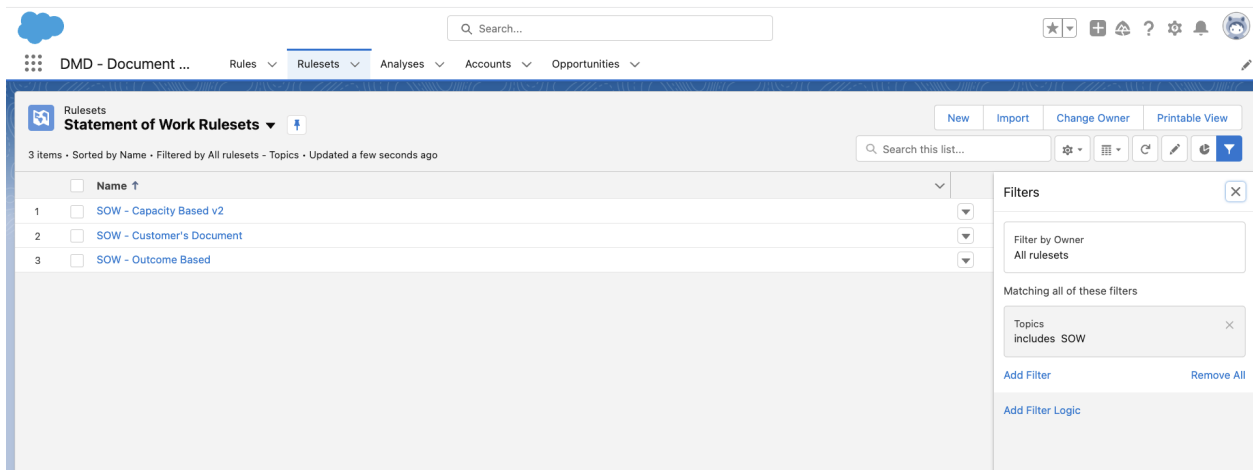 Search...
DMD - Document ...
Rules
Rulesets
Analyses
Accounts
Opportunities
Rulesets
Statement of Work Rulesets
New
Import
Change Owner
Printable View
3 items • Sorted by Name • Filtered by All rulesets - Topics • Updated a few seconds ago
Search this list...
Name
1 SOW - Capacity Based v2
2 SOW - Customer's Document
3 SOW - Outcome Based
Filters
Filter by Owner
All rulesets
Matching all of these filters
Topics
includes SOW
Add Filter
Remove All
Add Filter Logic